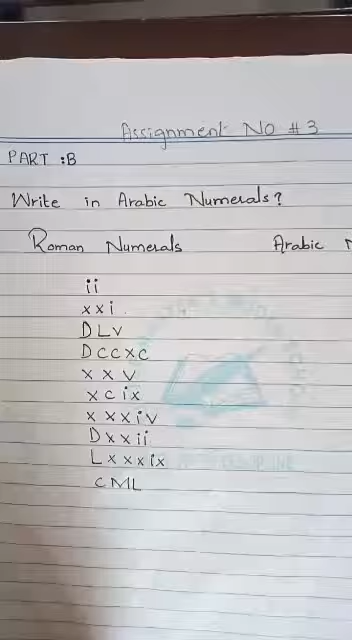 Assignment No # 3
PART :B
Write in Arabic Numerals?
Roman Numerals Arabic
ii
xxi
DLV
DCCXC
xxv
xcix
xxxiv
Dxxii
Lxxxix
CML